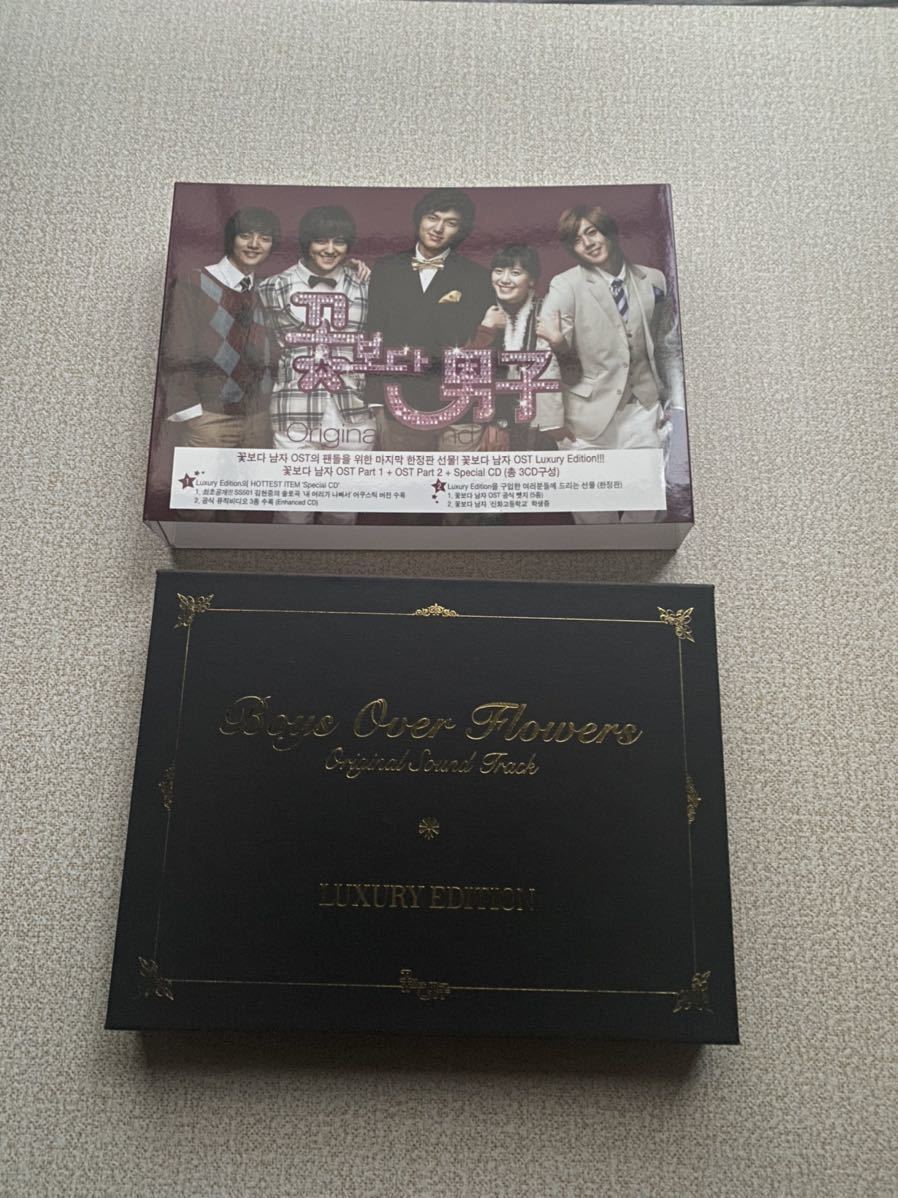 꽃보다 男子
Original Sound Track
꽃보다 남자 OST의 팬들을 위한 마지막 한정판 선물! 꽃보다 남자 OST Luxury Edition!!!
꽃보다 남자 OST Part 1 + OST Part 2 + Special CD (총 3CD구성)
1 Luxury Edition의 HOTTEST ITEM 'Special CD'
1. 최초공개!!! SS501 김현중의 솔로곡 '내 머리가 나빠서' 어쿠스틱 버전 수록
2. 공식 뮤직비디오 3종 수록 (Enhanced CD)
2 Luxury Edition을 구입한 여러분들께 드리는 선물 (한정판)
1. 꽃보다 남자 OST 공식 뱃지 (5종)
2. 꽃보다 남자 '신화고등학교' 학생증
Boys Over Flowers
Original Sound Track
LUXURY EDITION